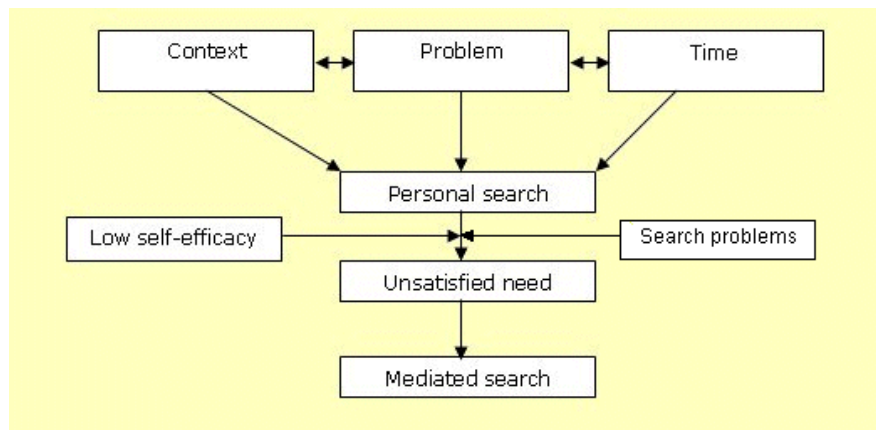 Context
Problem
Time
Personal search
Low self-efficacy
Search problems
Unsatisfied need
Mediated search